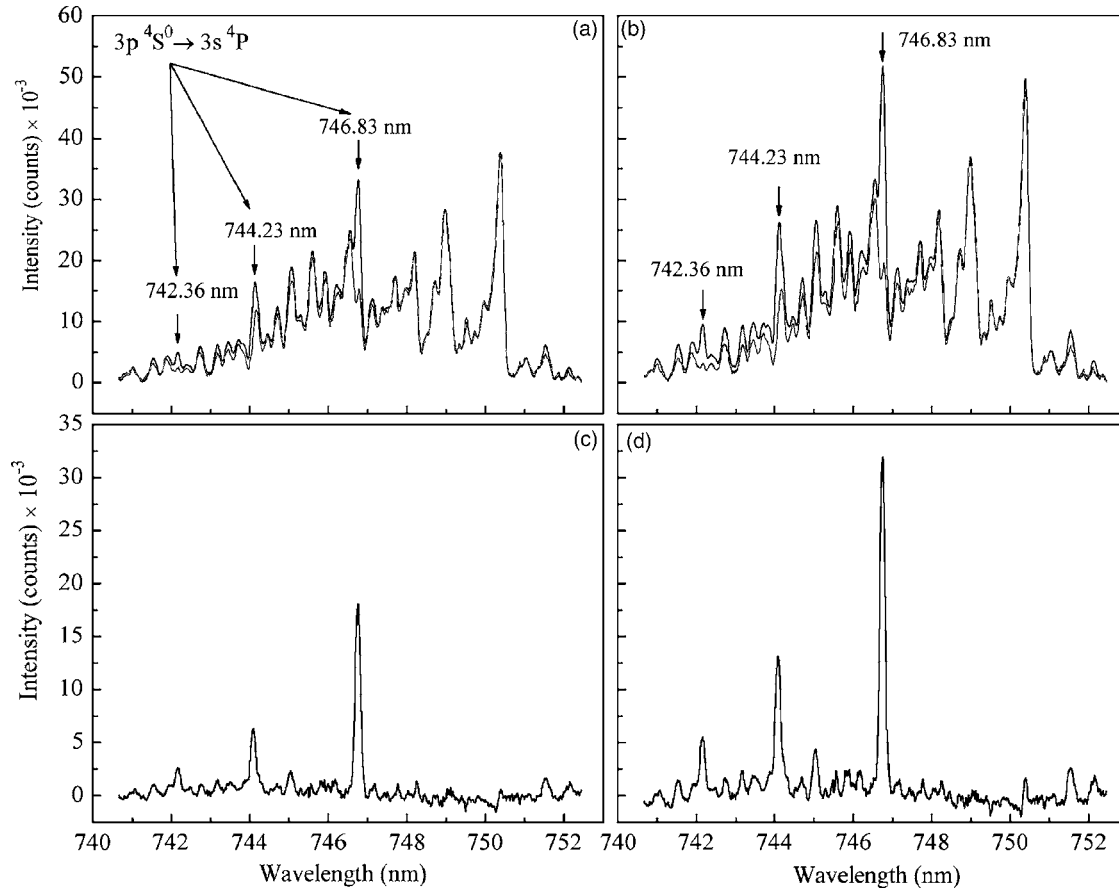 60
50
40
30
20
10
0
Intensity (counts) × 10⁻³
3p ⁴S⁰ → 3s ⁴P
(a)
746.83 nm
744.23 nm
742.36 nm
(b)
746.83 nm
744.23 nm
742.36 nm
35
30
25
20
15
10
5
0
Intensity (counts) × 10⁻³
(c)
(d)
740 742 744 746 748 750 752
740 742 744 746 748 750 752
Wavelength (nm)
Wavelength (nm)